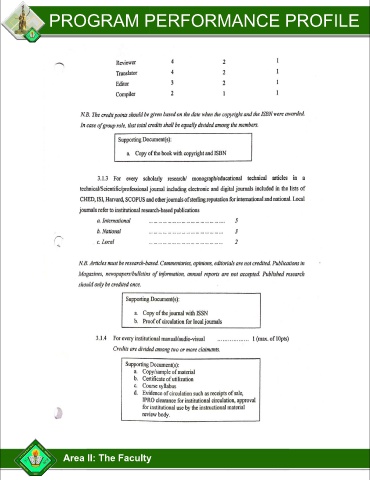 PROGRAM PERFORMANCE PROFILE
Reviewer 4 2 1
Translator 4 2 1
Editor 3 2 1
Compiler 2 1 1
N.B. The credit points should be given based on the date when the copyright and the ISBN were awarded.
In case of group role, that total credits shall be equally divided among the members.
Supporting Document(s):
a. Copy of the book with copyright and ISBN
3.1.3 For every scholarly research/ monograph/educational technical articles in a
technical/Scientific/professional journal including electronic and digital journals included in the lists of
CHED, ISI, Harvard, SCOPUS and other journals of sterling reputation for international and national. Local
journals refer to institutional research-based publications
a. International ........................................ 5
b. National ........................................ 3
c. Local ........................................ 2
N.B. Articles must be research-based. Commentaries, opinions, editorials are not credited. Publications in
Magazines, newspapers/bulletins of information, annual reports are not accepted. Published research
should only be credited once.
Supporting Document(s):
a. Copy of the journal with ISSN
b. Proof of circulation for local journals
3.1.4 For every institutional manual/audio-visual .................. 1 (max. of 10pts)
Credits are divided among two or more claimants.
Supporting Document(s):
a. Copy/sample of material
b. Certificate of utilization
c. Course syllabus
d. Evidence of circulation such as receipts of sale,
IPRO clearance for institutional circulation, approval
for institutional use by the instructional material
review body.
Area II: The Faculty